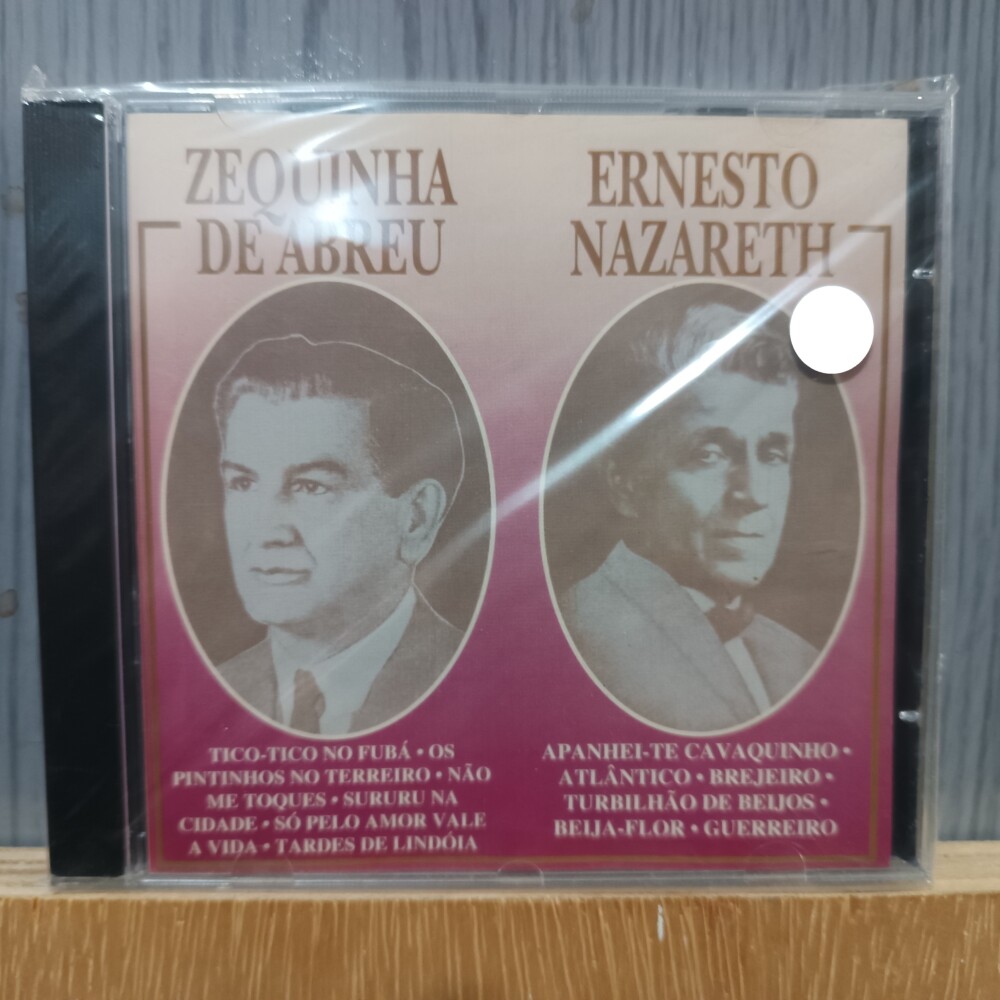 ZEQUINHA
DE ABREU
ERNESTO
NAZARETH
TICO-TICO NO FUBÁ • OS
PINTINHOS NO TERREIRO • NÃO
ME TOQUES • SURURU NA
CIDADE • SÓ PELO AMOR VALE
A VIDA • TARDES DE LINDÓIA
APANHEI-TE CAVAQUINHO •
ATLÂNTICO • BREJEIRO •
TURBILHÃO DE BEIJOS •
BEIJA-FLOR • GUERREIRO